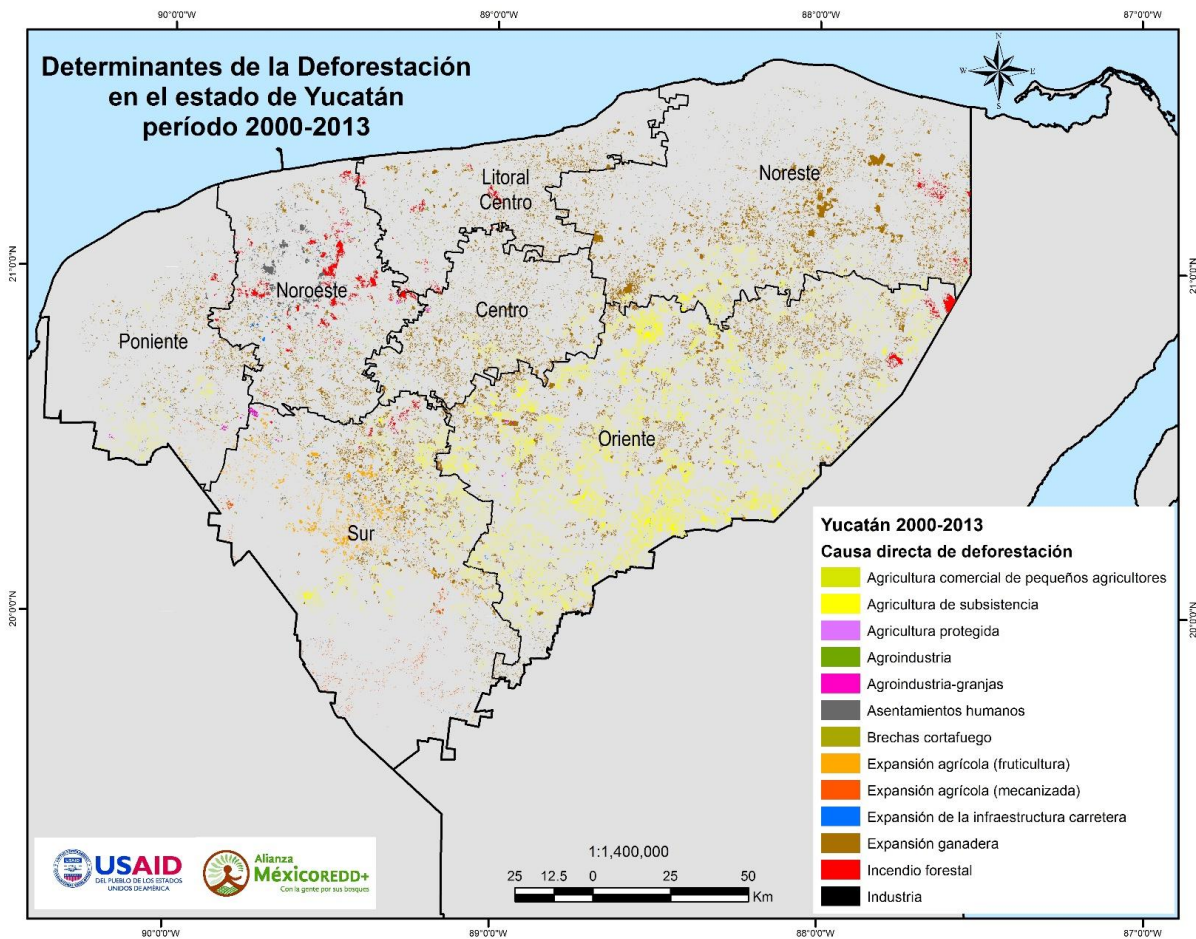 90°0'0"W 89°0'0"W 88°0'0"W 87°0'0"W
Determinantes de la Deforestación
en el estado de Yucatán
período 2000-2013
N
W E
S
Litoral
Centro
Noreste
21°0'0"N
21°0'0"N
Noroeste
Centro
Poniente
Oriente
Sur
20°0'0"N
20°0'0"N
Yucatán 2000-2013
Causa directa de deforestación
Agricultura comercial de pequeños agricultores
Agricultura de subsistencia
Agricultura protegida
Agroindustria
Agroindustria-granjas
Asentamientos humanos
Brechas cortafuego
Expansión agrícola (fruticultura)
Expansión agrícola (mecanizada)
Expansión de la infraestructura carretera
Expansión ganadera
Incendio forestal
Industria
USAID
DEL PUEBLO DE LOS ESTADOS
UNIDOS DE AMÉRICA
Alianza
MéxicoREDD+
Con la gente por sus bosques
1:1,400,000
25 12.5 0 25 50
Km
90°0'0"W 89°0'0"W 88°0'0"W 87°0'0"W